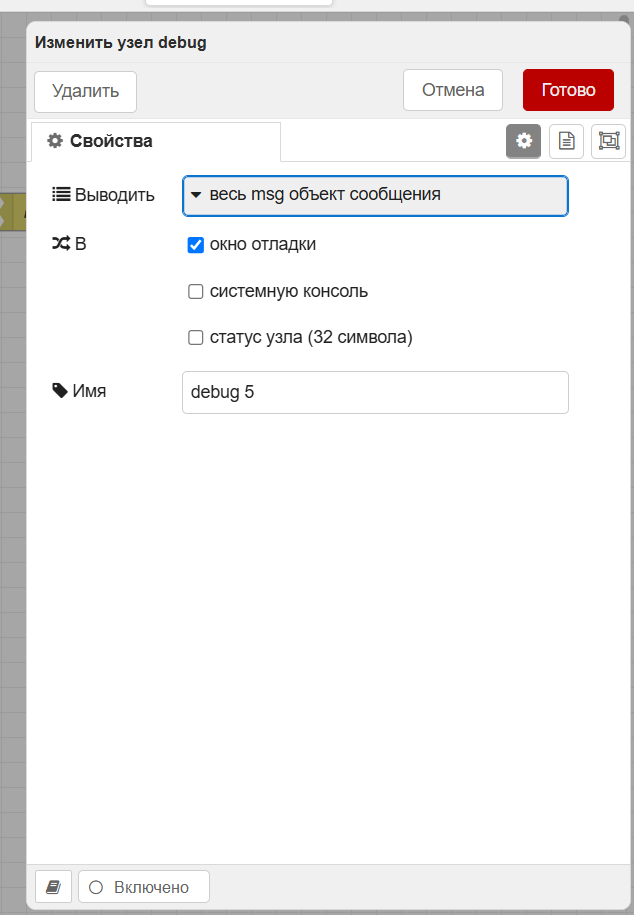 Изменить узел debug
Удалить
Отмена
Готово
Свойства
Выводить
весь msg объект сообщения
В
окно отладки
системную консоль
статус узла (32 символа)
Имя
debug 5
Включено